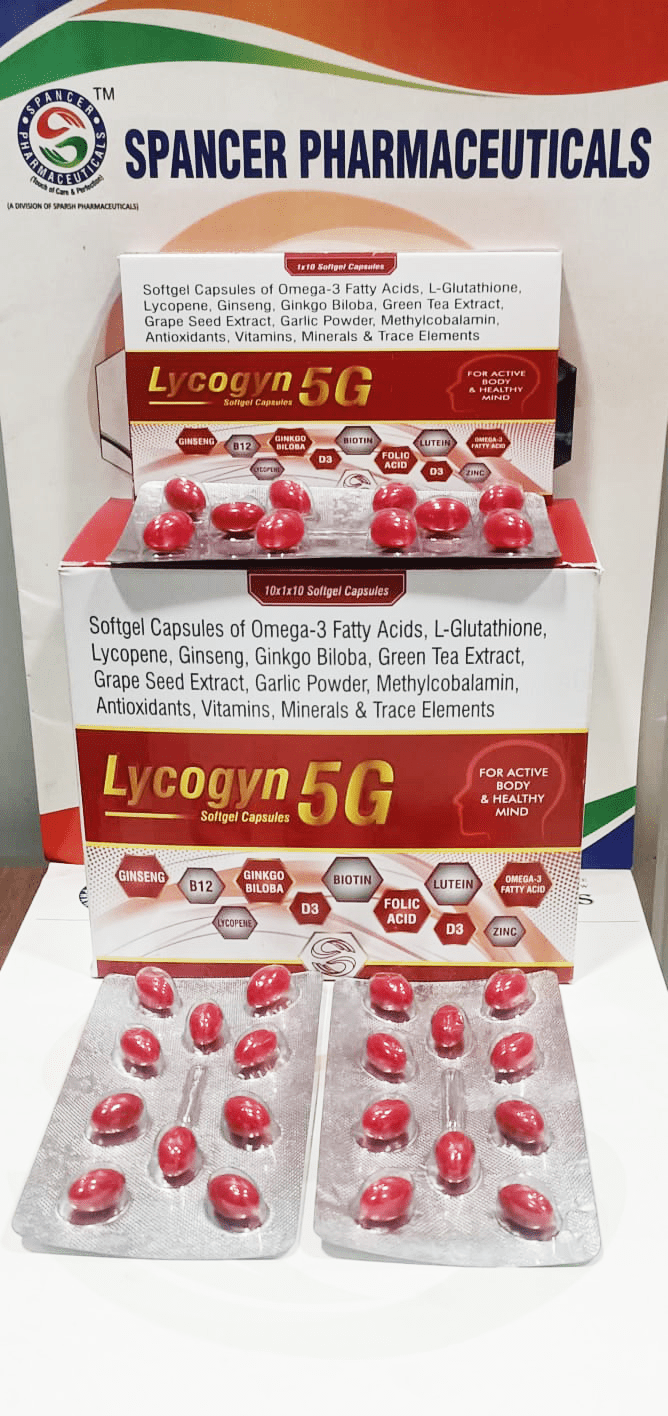 SPANCER PHARMACEUTICALS
TM
(Touch of Care & Perfection)
SPANCER PHARMACEUTICALS
(A DIVISION OF SPARSH PHARMACEUTICALS)
1x10 Softgel Capsules
Softgel Capsules of Omega-3 Fatty Acids, L-Glutathione,
Lycopene, Ginseng, Ginkgo Biloba, Green Tea Extract,
Grape Seed Extract, Garlic Powder, Methylcobalamin,
Antioxidants, Vitamins, Minerals & Trace Elements
Lycogyn 5G
Softgel Capsules
FOR ACTIVE
BODY
& HEALTHY
MIND
GINSENG
B12
GINKGO
BILOBA
D3
BIOTIN
FOLIC
ACID
LUTEIN
D3
OMEGA-3
FATTY ACID
ZINC
LYCOPENE
10x1x10 Softgel Capsules
Softgel Capsules of Omega-3 Fatty Acids, L-Glutathione,
Lycopene, Ginseng, Ginkgo Biloba, Green Tea Extract,
Grape Seed Extract, Garlic Powder, Methylcobalamin,
Antioxidants, Vitamins, Minerals & Trace Elements
Lycogyn 5G
Softgel Capsules
FOR ACTIVE
BODY
& HEALTHY
MIND
GINSENG
B12
GINKGO
BILOBA
D3
BIOTIN
FOLIC
ACID
LUTEIN
D3
OMEGA-3
FATTY ACID
ZINC
LYCOPENE